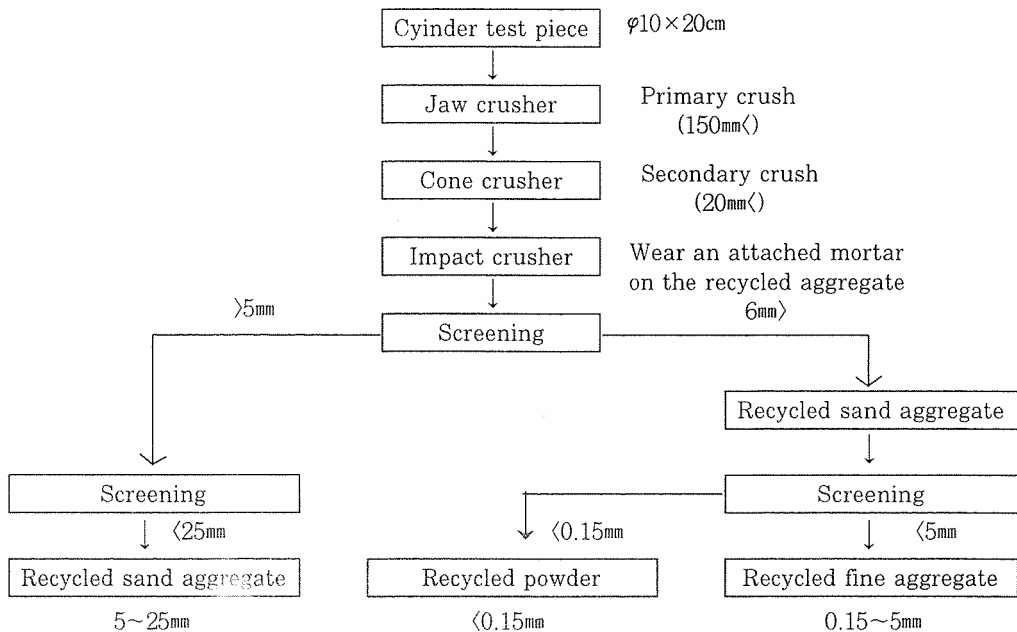 Cyinder test piece
φ10×20cm
Jaw crusher
Primary crush
(150㎜〈)
Cone crusher
Secondary crush
(20㎜〈)
Impact crusher
Wear an attached mortar
on the recycled aggregate
〉5㎜
6㎜〉
Screening
Recycled sand aggregate
Screening
Screening
〈25㎜
〈0.15㎜
〈5㎜
Recycled sand aggregate
Recycled powder
Recycled fine aggregate
5~25㎜
〈0.15㎜
0.15~5㎜